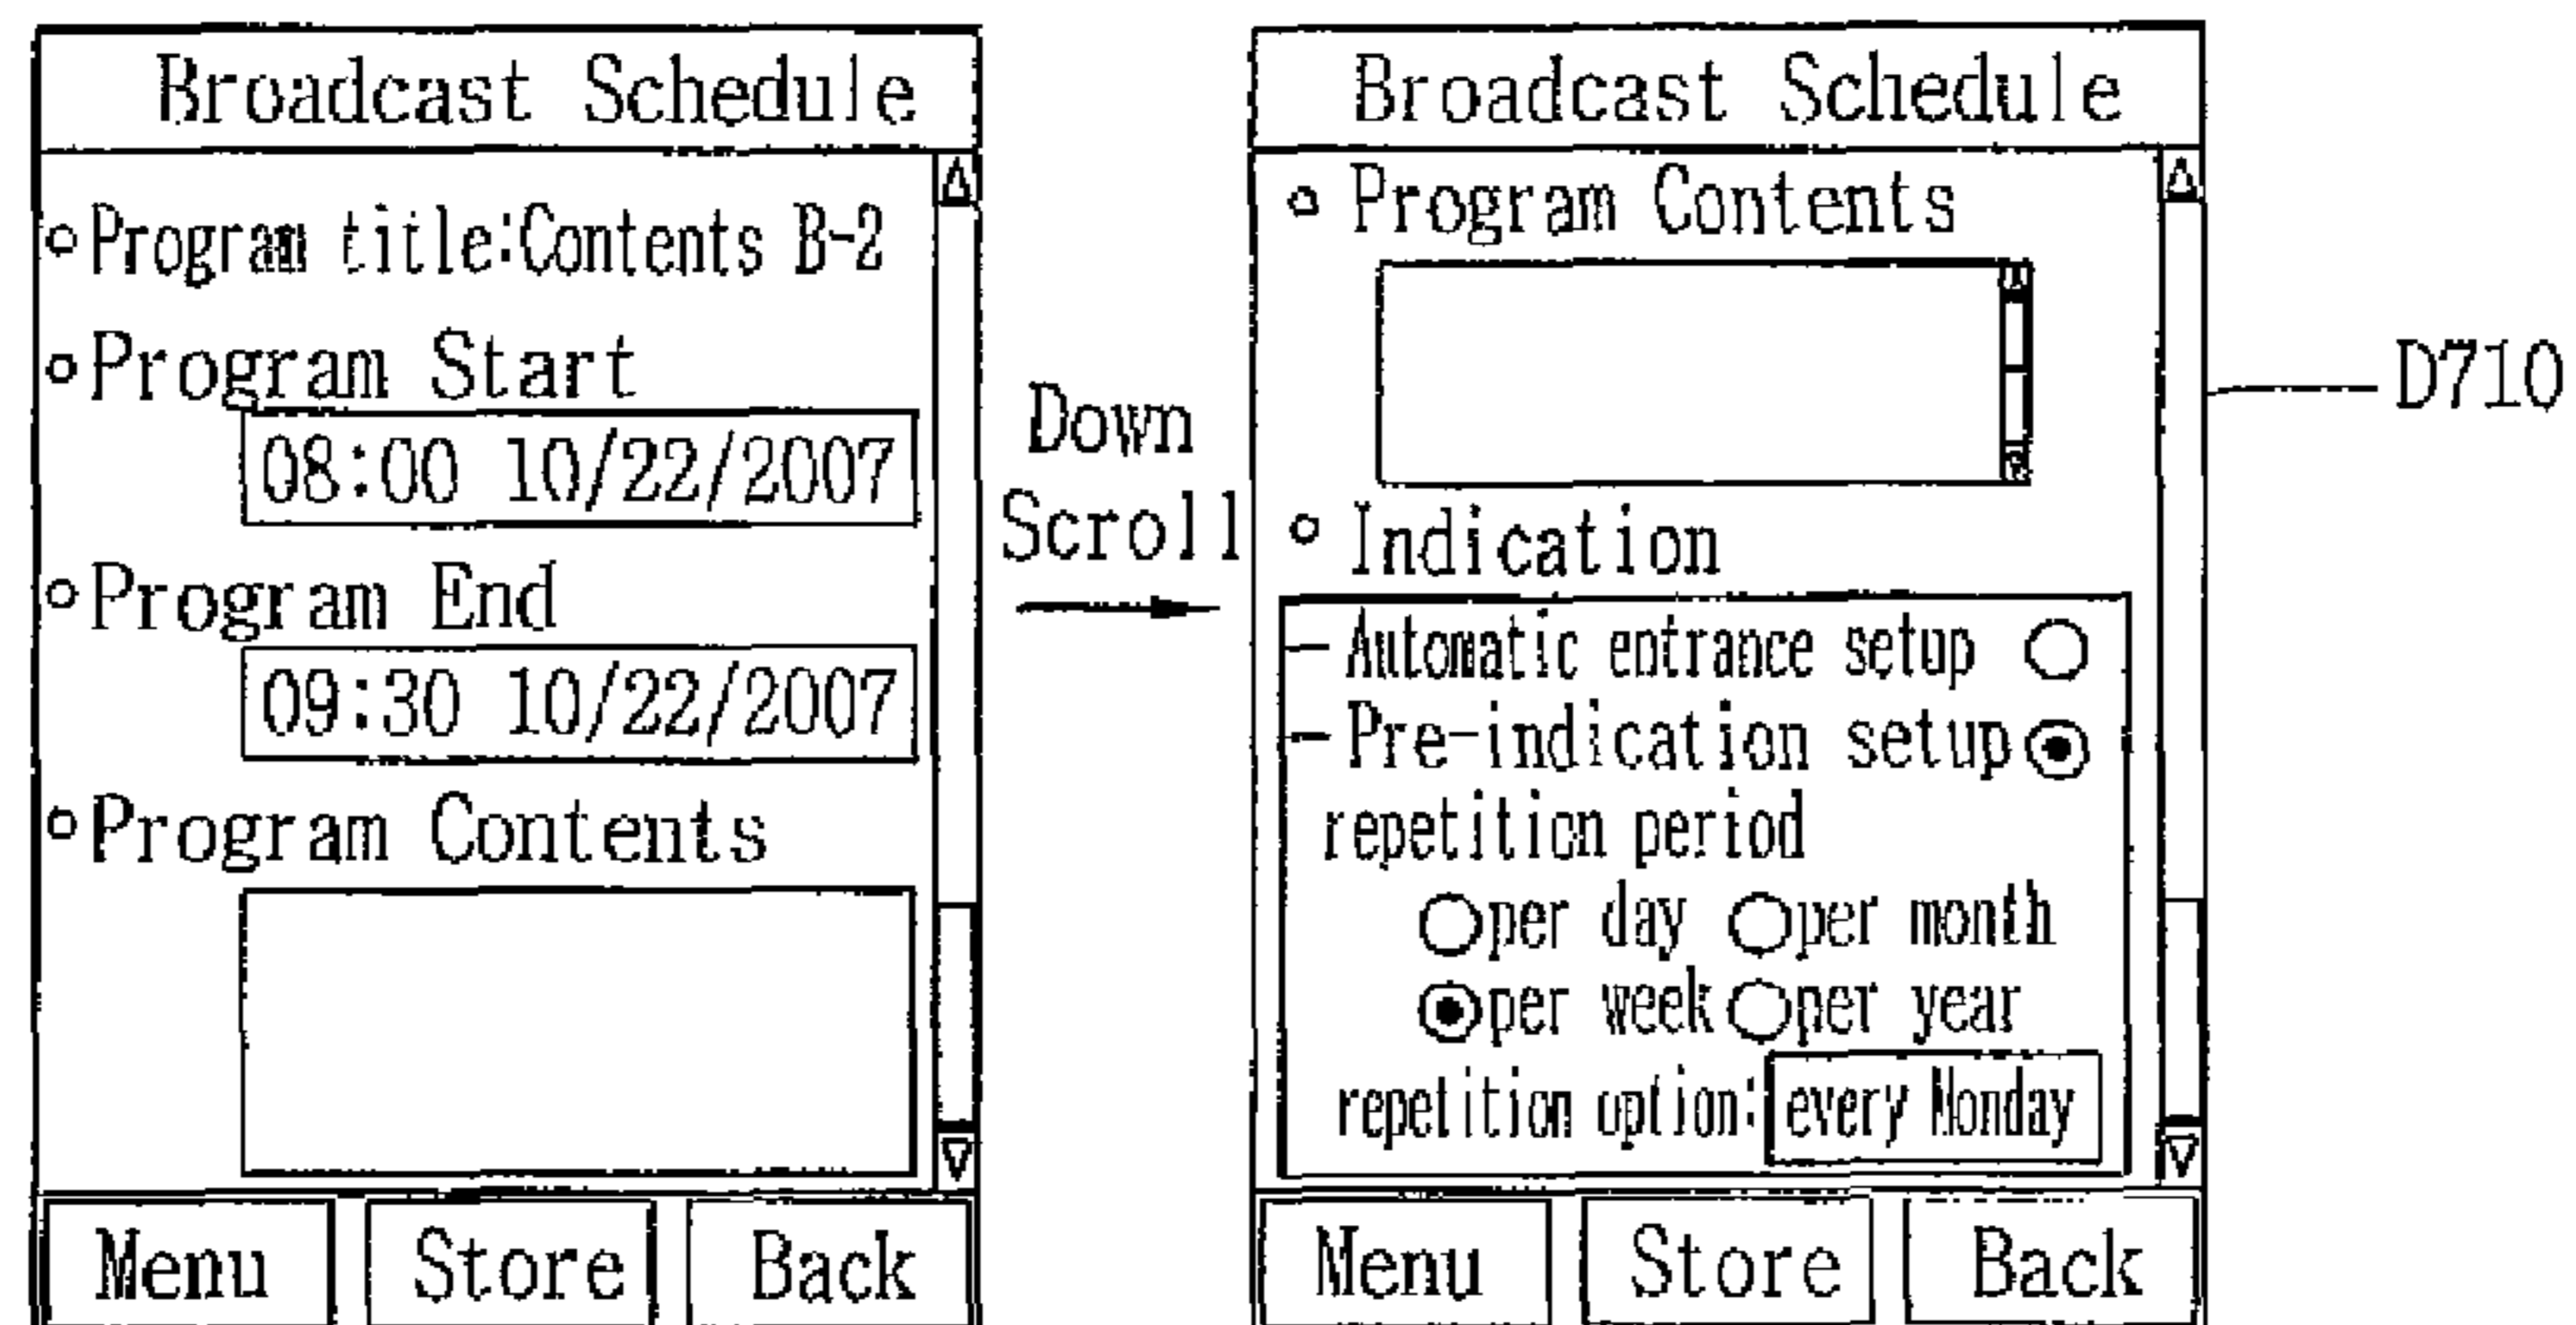 Broadcast Schedule
Program title:Contents B-2
Program Start
08:00 10/22/2007
Program End
09:30 10/22/2007
Program Contents
Menu Store Back
Down
Scroll
Broadcast Schedule
Program Contents
Indication
- Automatic entrance setup
- Pre-indication setup
repetition period
per day per month
per week per year
repetition option: every Monday
Menu Store Back
D710